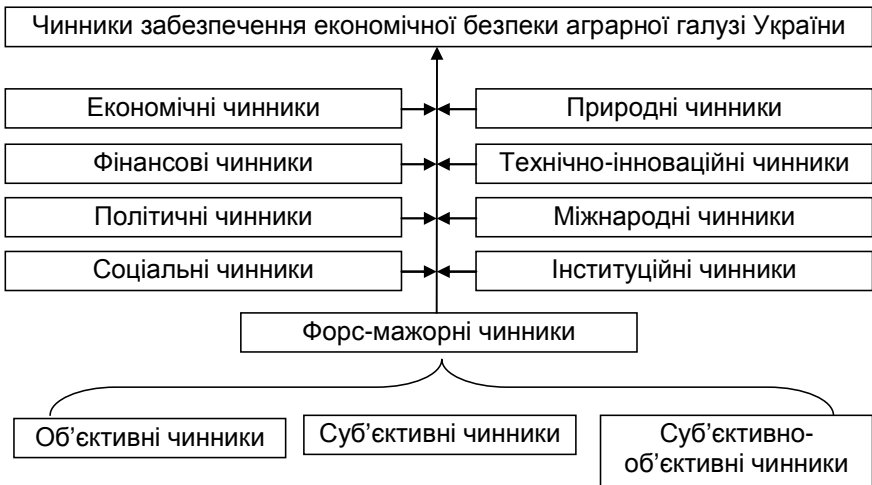 Чинники забезпечення економічної безпеки аграрної галузі України
Економічні чинники
Природні чинники
Фінансові чинники
Технічно-інноваційні чинники
Політичні чинники
Міжнародні чинники
Соціальні чинники
Інституційні чинники
Форс-мажорні чинники
Об’єктивні чинники
Суб’єктивні чинники
Суб’єктивно-
об’єктивні чинники